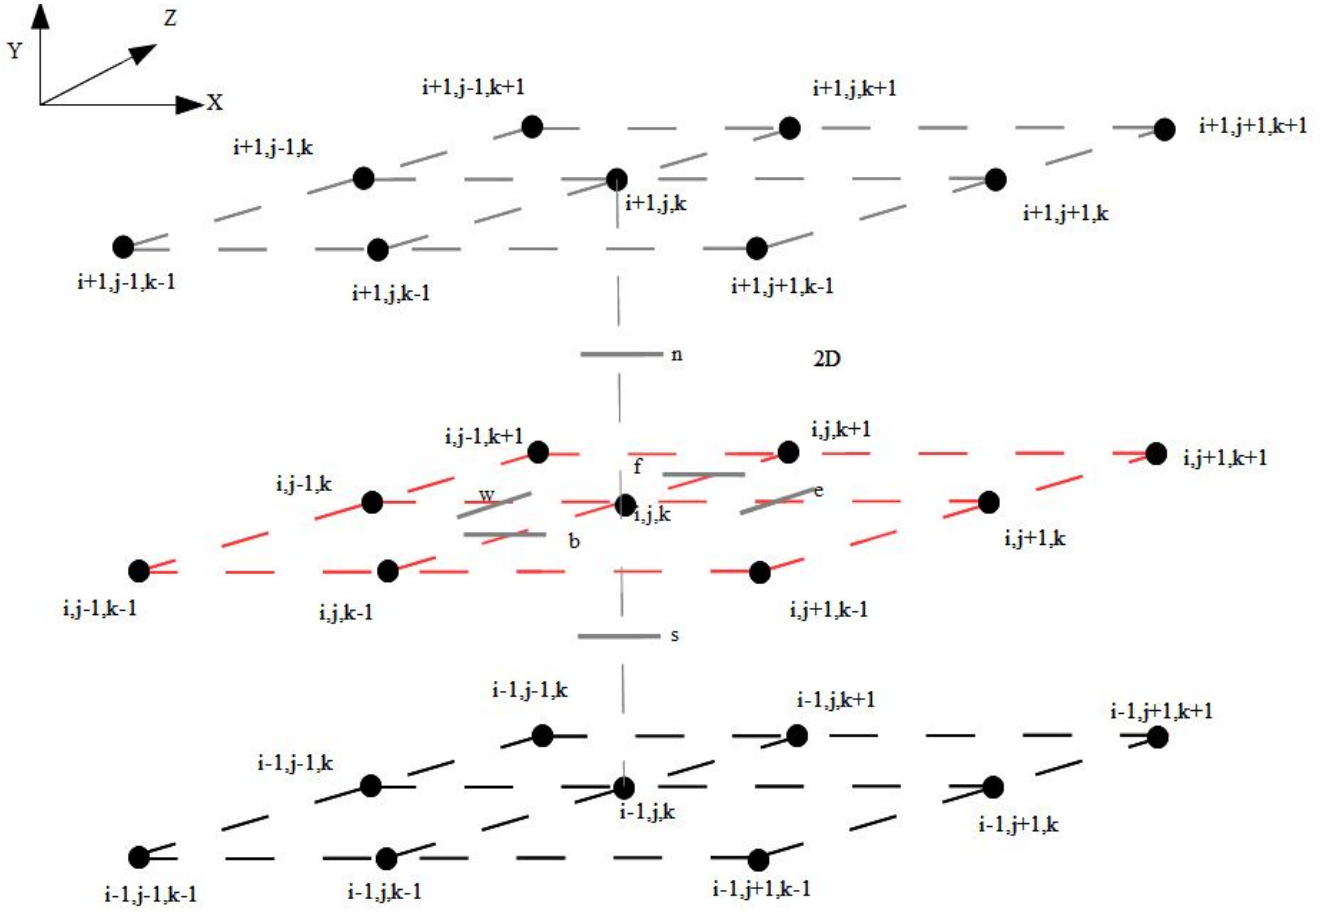 Z
Y
X
i+1,j-1,k+1
i+1,j,k+1
i+1,j+1,k+1
i+1,j-1,k
i+1,j,k
i+1,j+1,k
i+1,j-1,k-1
i+1,j,k-1
i+1,j+1,k-1
n
2D
i,j-1,k+1
i,j,k+1
i,j+1,k+1
f
i,j-1,k
w
e
i,j,k
i,j+1,k
b
i,j-1,k-1
i,j,k-1
i,j+1,k-1
s
i-1,j-1,k
i-1,j,k+1
i-1,j+1,k+1
i-1,j-1,k
i-1,j,k
i-1,j+1,k
i-1,j-1,k-1
i-1,j,k-1
i-1,j+1,k-1